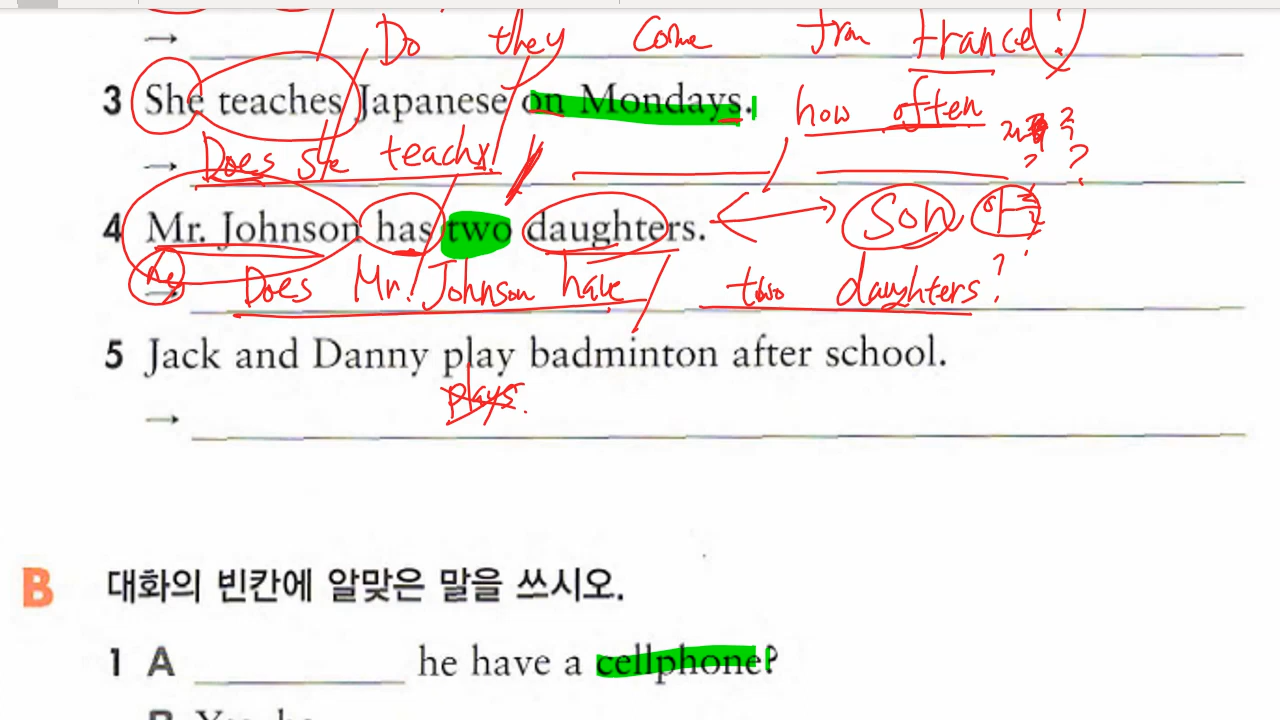 → Do they come from France?
3 She teaches Japanese on Mondays. how often
→ Does she teach
4 Mr. Johnson has two daughters. Son
he → Does Mr. Johnson have two daughters?
5 Jack and Danny play badminton after school.
plays.
→
B 대화의 빈칸에 알맞은 말을 쓰시오.
1 A ________ he have a cellphone?
B Yes, he